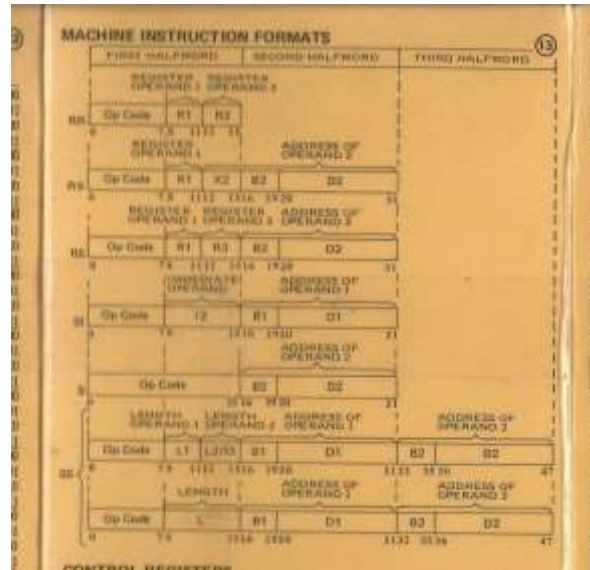 MACHINE INSTRUCTION FORMATS
13
FIRST HALFWORD SECOND HALFWORD THIRD HALFWORD
REGISTER REGISTER
OPERAND 1 OPERAND 2
RR Op Code R1 R2
0 7 8 11 12 15
REGISTER ADDRESS OF
OPERAND 1 OPERAND 2
RX Op Code R1 X2 B2 D2
0 7 8 11 12 15 16 19 20 31
REGISTER REGISTER ADDRESS OF
OPERAND 1 OPERAND 3 OPERAND 2
RS Op Code R1 R3 B2 D2
0 7 8 11 12 15 16 19 20 31
IMMEDIATE ADDRESS OF
OPERAND OPERAND 1
SI Op Code I2 B1 D1
0 7 8 15 16 19 20 31
ADDRESS OF
OPERAND 2
S Op Code B2 D2
0 15 16 19 20 31
LENGTH LENGTH ADDRESS OF ADDRESS OF
OPERAND 1 OPERAND 2 OPERAND 1 OPERAND 2
Op Code L1 B1 D1 B2 D2
0 7 8 11 12 15 16 19 20 31 32 35 36 47
SS
LENGTH ADDRESS OF ADDRESS OF
OPERAND 1 OPERAND 2
Op Code L B1 D1 B2 D2
0 7 8 15 16 19 20 31 32 35 36 47
CONTROL REGISTERS